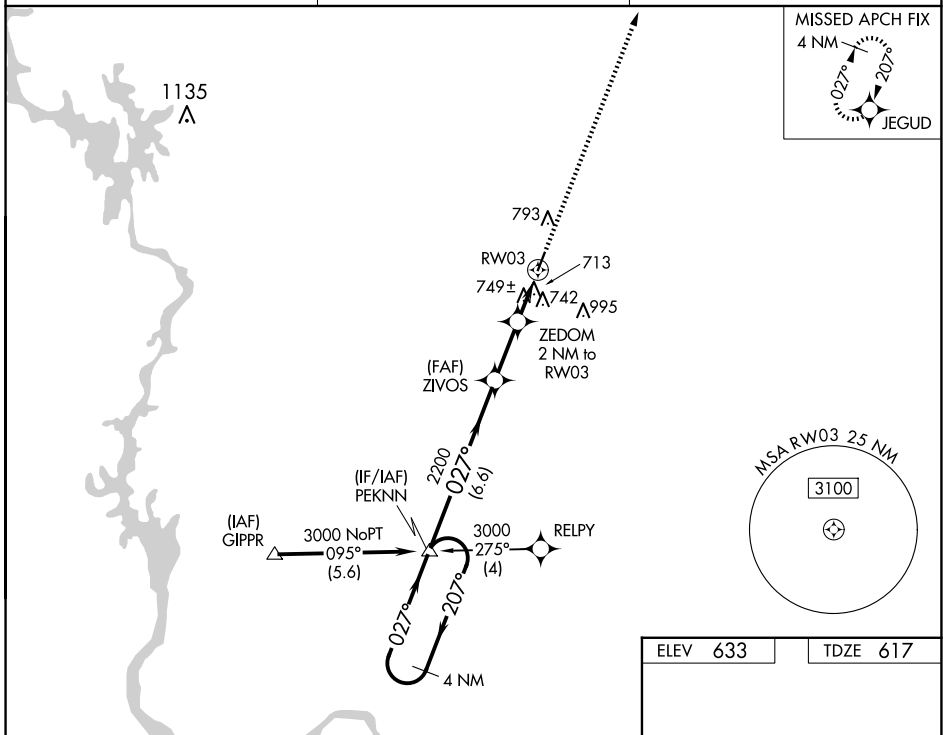 MISSED APCH FIX
4 NM
027°
207°
JEGUD
1135
793
RW03
713
749±
742
995
ZEDOM
2 NM to
RW03
(FAF)
ZIVOS
2200
027°
(6.6)
MSA RW03 25 NM
3100
(IF/IAF)
PEKNN
(IAF)
GIPPR
3000 NoPT
095°
(5.6)
3000
275°
(4)
RELPY
027°
207°
4 NM
ELEV 633
TDZE 617